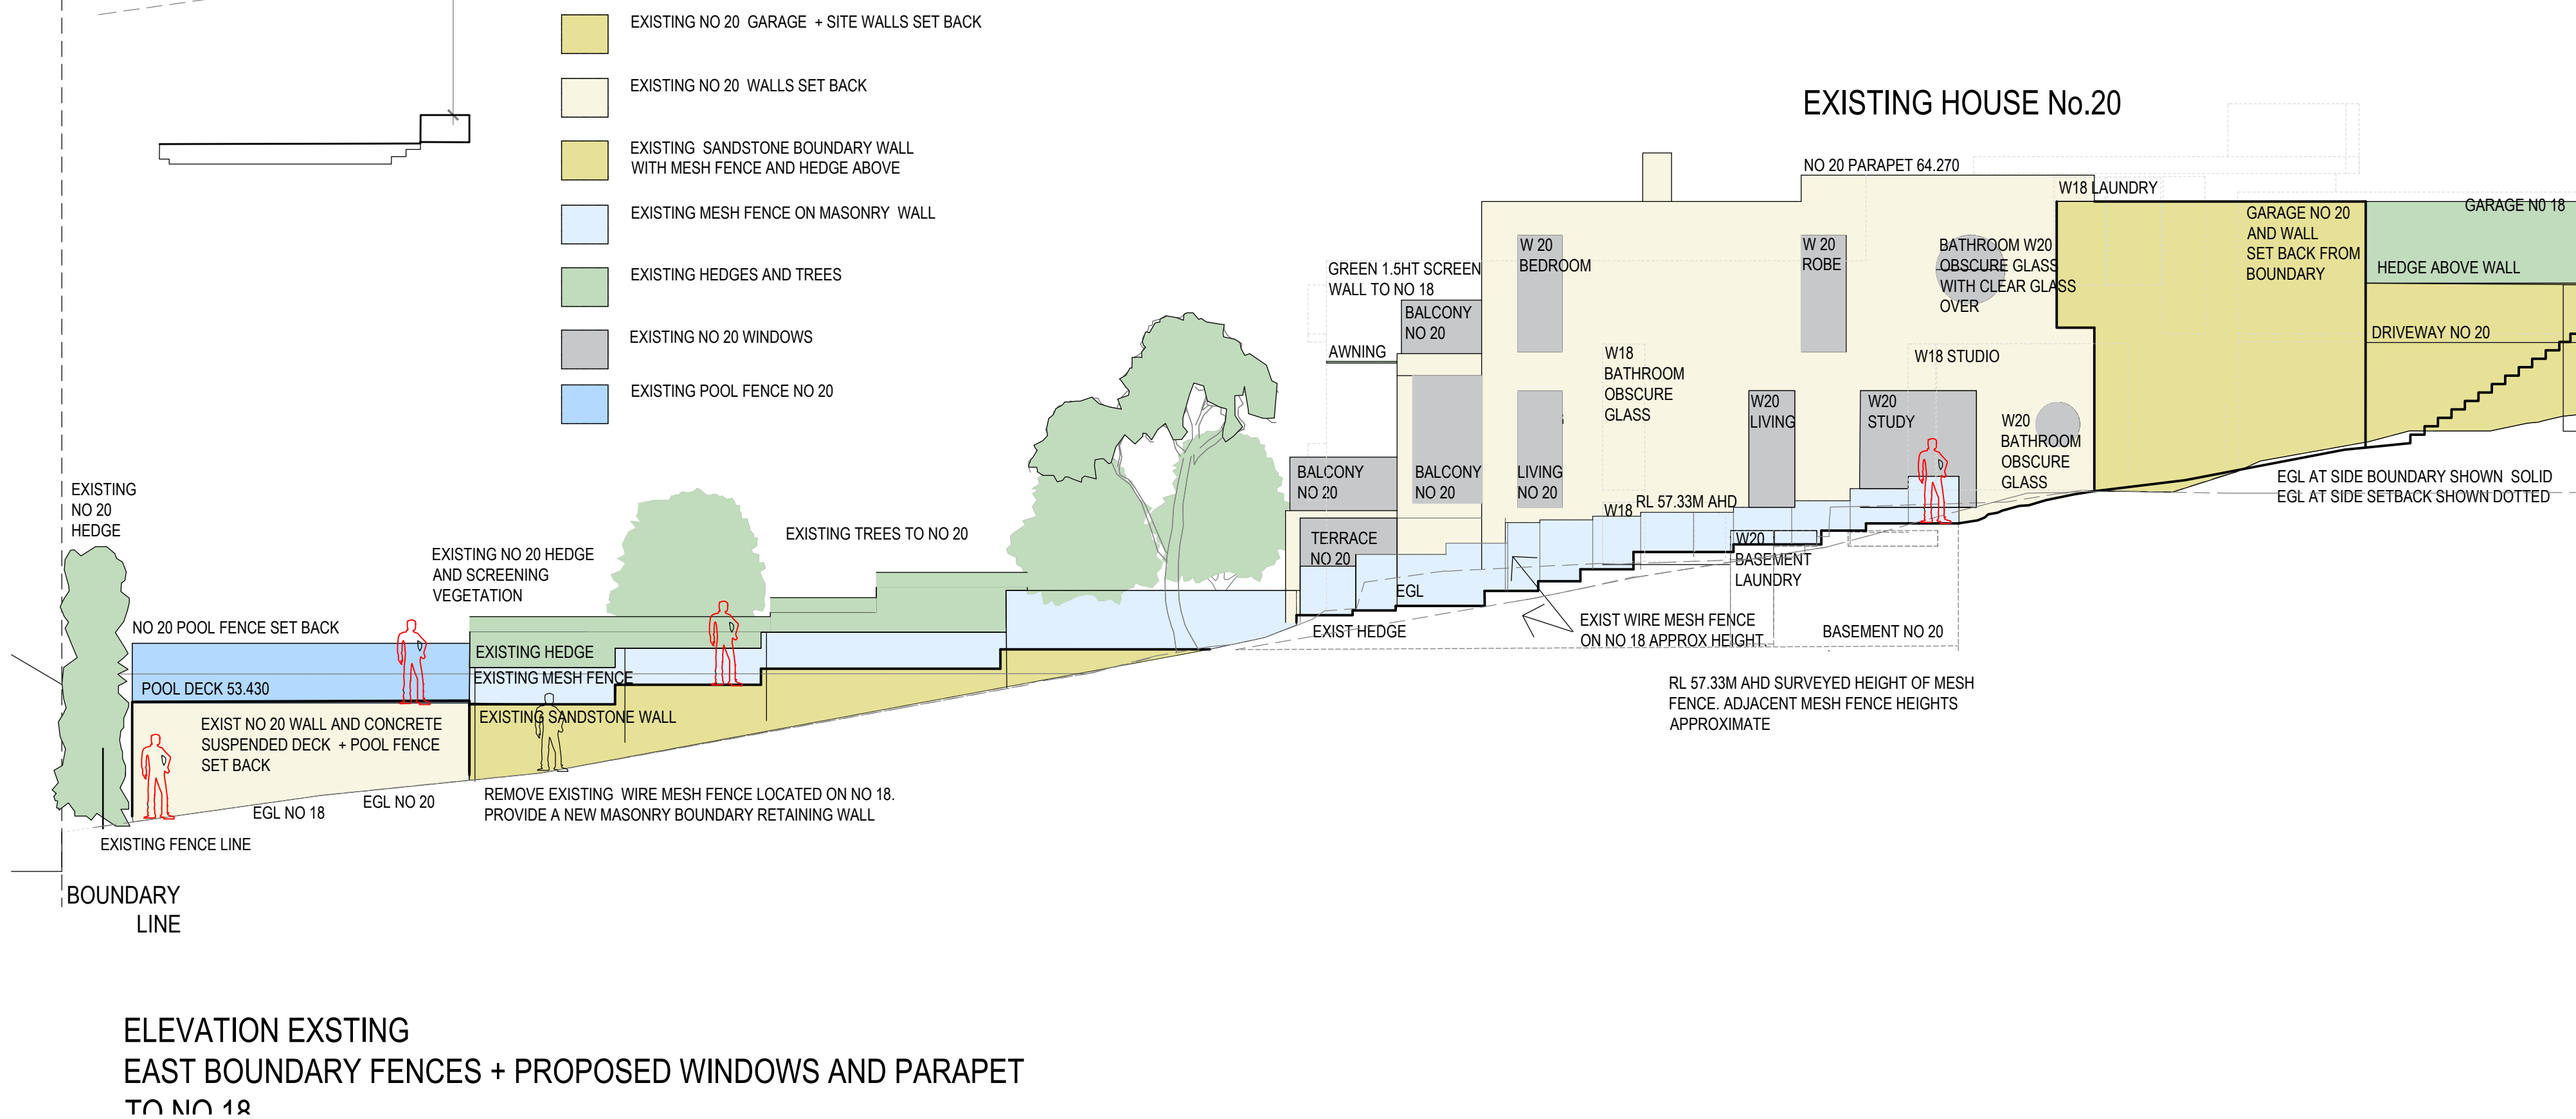 EXISTING NO 20 GARAGE + SITE WALLS SET BACK
EXISTING NO 20 WALLS SET BACK
EXISTING SANDSTONE BOUNDARY WALL
WITH MESH FENCE AND HEDGE ABOVE
EXISTING MESH FENCE ON MASONRY WALL
EXISTING HEDGES AND TREES
EXISTING NO 20 WINDOWS
EXISTING POOL FENCE NO 20
EXISTING HOUSE No.20
NO 20 PARAPET 64.270
W18 LAUNDRY
GARAGE NO 20
AND WALL
SET BACK FROM
BOUNDARY
GARAGE N0 18
HEDGE ABOVE WALL
DRIVEWAY NO 20
W 20
BEDROOM
W 20
ROBE
BATHROOM W20
OBSCURE GLASS
WITH CLEAR GLASS
OVER
GREEN 1.5HT SCREEN
WALL TO NO 18
BALCONY
NO 20
AWNING
W18
BATHROOM
OBSCURE
GLASS
W18 STUDIO
W20
LIVING
W20
STUDY
W20
BATHROOM
OBSCURE
GLASS
BALCONY
NO 20
BALCONY
NO 20
LIVING
NO 20
RL 57.33M AHD
W18
EGL AT SIDE BOUNDARY SHOWN SOLID
EGL AT SIDE SETBACK SHOWN DOTTED
TERRACE
NO 20
W20
BASEMENT
LAUNDRY
EGL
EXIST HEDGE
EXIST WIRE MESH FENCE
ON NO 18 APPROX HEIGHT.
BASEMENT NO 20
RL 57.33M AHD SURVEYED HEIGHT OF MESH
FENCE. ADJACENT MESH FENCE HEIGHTS
APPROXIMATE
EXISTING
NO 20
HEDGE
EXISTING NO 20 HEDGE
AND SCREENING
VEGETATION
EXISTING TREES TO NO 20
NO 20 POOL FENCE SET BACK
EXISTING HEDGE
EXISTING MESH FENCE
POOL DECK 53.430
EXISTING SANDSTONE WALL
EXIST NO 20 WALL AND CONCRETE
SUSPENDED DECK + POOL FENCE
SET BACK
EGL NO 18
EGL NO 20
REMOVE EXISTING WIRE MESH FENCE LOCATED ON NO 18.
PROVIDE A NEW MASONRY BOUNDARY RETAINING WALL
EXISTING FENCE LINE
BOUNDARY
LINE
ELEVATION EXSTING
EAST BOUNDARY FENCES + PROPOSED WINDOWS AND PARAPET
TO NO 18